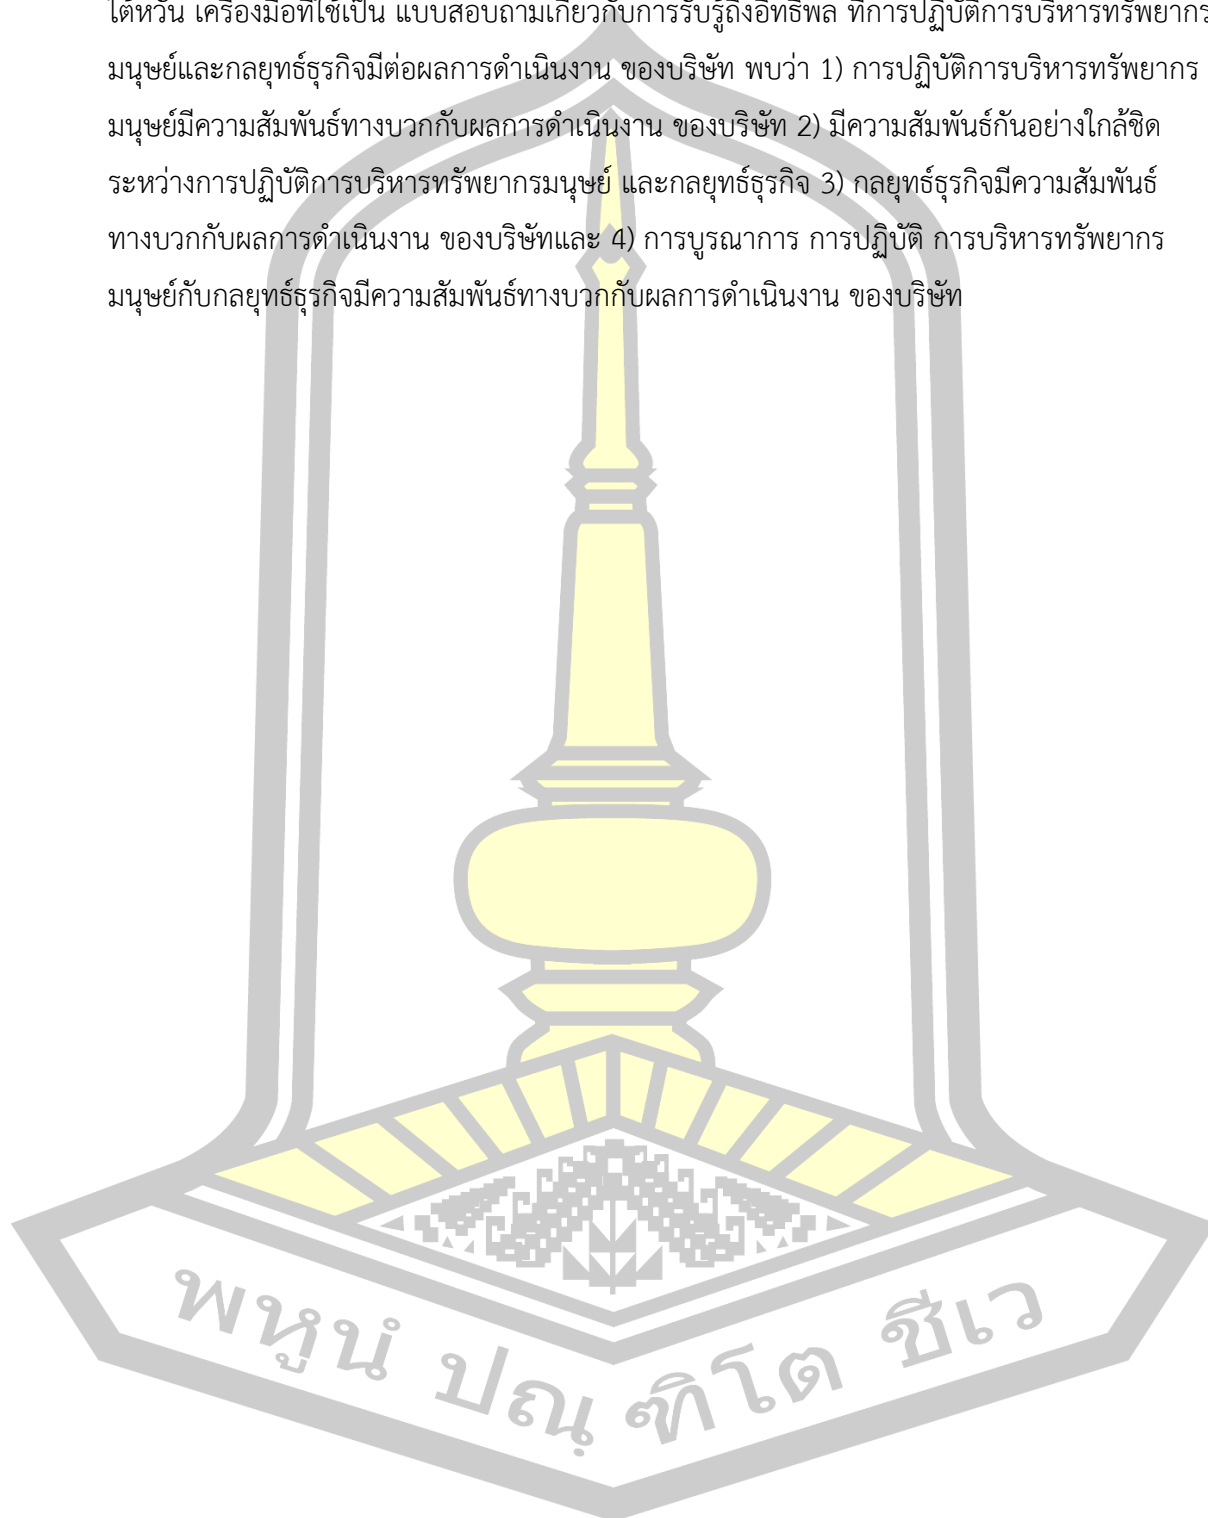 ไต้หวัน เครื่องมือที่ใช้เป็น แบบสอบถามเกี่ยวกับการรับรู้ถึงอิทธิพล ที่การปฏิบัติการบริหารทรัพยากร
มนุษย์และกลยุทธ์ธุรกิจมีต่อผลการดำเนินงาน ของบริษัท พบว่า 1) การปฏิบัติการบริหารทรัพยากร
มนุษย์มีความสัมพันธ์ทางบวกกับผลการดำเนินงาน ของบริษัท 2) มีความสัมพันธ์กันอย่างใกล้ชิด
ระหว่างการปฏิบัติการบริหารทรัพยากรมนุษย์ และกลยุทธ์ธุรกิจ 3) กลยุทธ์ธุรกิจมีความสัมพันธ์
ทางบวกกับผลการดำเนินงาน ของบริษัทและ 4) การบูรณาการ การปฏิบัติ การบริหารทรัพยากร
มนุษย์กับกลยุทธ์ธุรกิจมีความสัมพันธ์ทางบวกกับผลการดำเนินงาน ของบริษัท
พหูนํ ปณฺฑิโต ชีเว